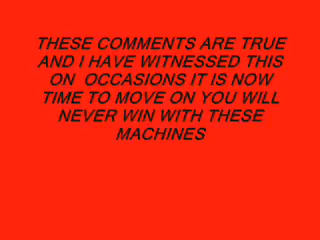 THESE COMMENTS ARE TRUE
AND I HAVE WITNESSED THIS
ON  OCCASIONS IT IS NOW
TIME TO MOVE ON YOU WILL
NEVER WIN WITH THESE
MACHINES